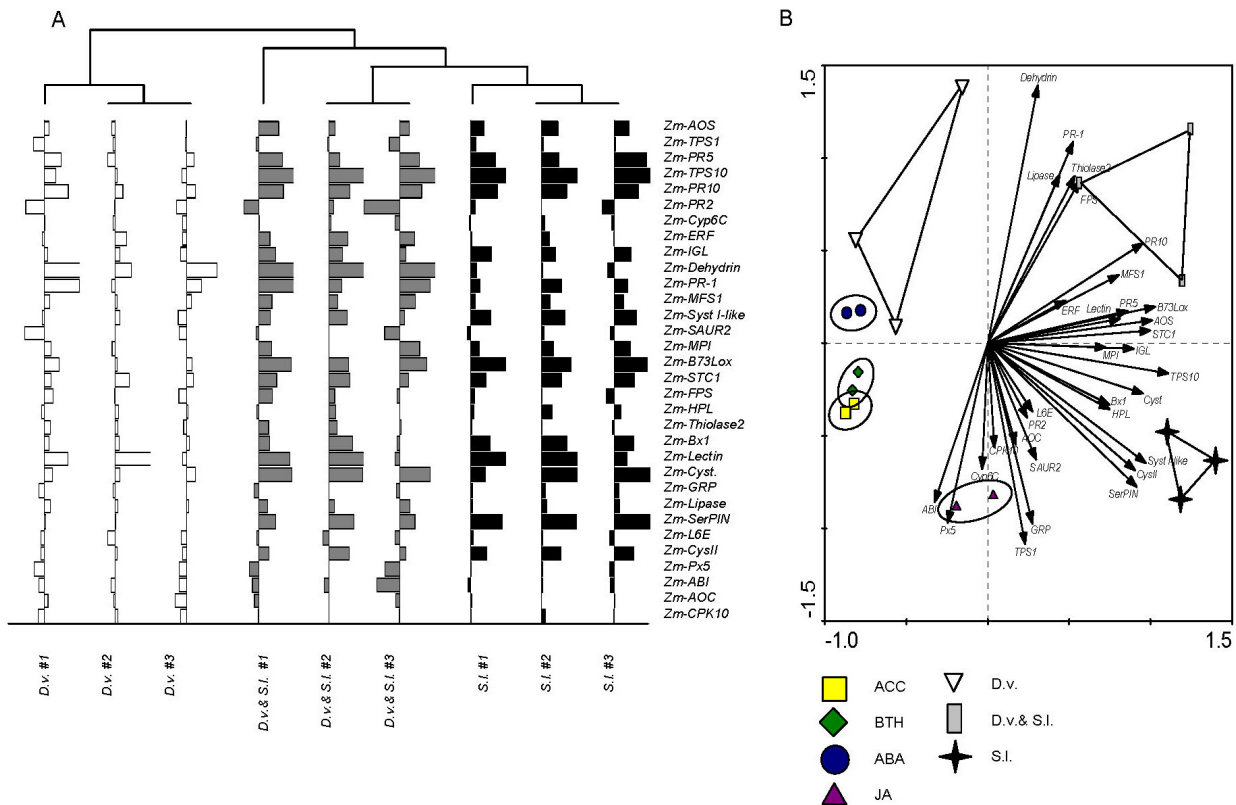 A
Zm-AOS
Zm-TPS1
Zm-PR5
Zm-TPS10
Zm-PR10
Zm-PR2
Zm-Cyp6C
Zm-ERF
Zm-IGL
Zm-Dehydrin
Zm-PR-1
Zm-MFS1
Zm-Syst I-like
Zm-SAUR2
Zm-MPI
Zm-B73Lox
Zm-STC1
Zm-FPS
Zm-HPL
Zm-Thiolase2
Zm-Bx1
Zm-Lectin
Zm-Cyst.
Zm-GRP
Zm-Lipase
Zm-SerPIN
Zm-L6E
Zm-CysII
Zm-Px5
Zm-ABI
Zm-AOC
Zm-CPK10
D.v. #1
D.v. #2
D.v. #3
D.v.& S.l. #1
D.v.& S.l. #2
D.v.& S.l. #3
S.l. #1
S.l. #2
S.l. #3
B
1.5
Dehydrin
PR-1
Lipase
Thiolase2
FPS
PR10
MFS1
ERF
Lectin
PR5
B73Lox
AOS
STC1
MPI
IGL
TPS10
Bx1
Cyst
HPL
L6E
PR2
AOC
CPK10
SAUR2
Cyp6C
Syst I-like
CysII
SerPIN
ABI
Px5
GRP
TPS1
-1.5
-1.0
1.5
ACC
BTH
ABA
JA
D.v.
D.v.& S.l.
S.l.